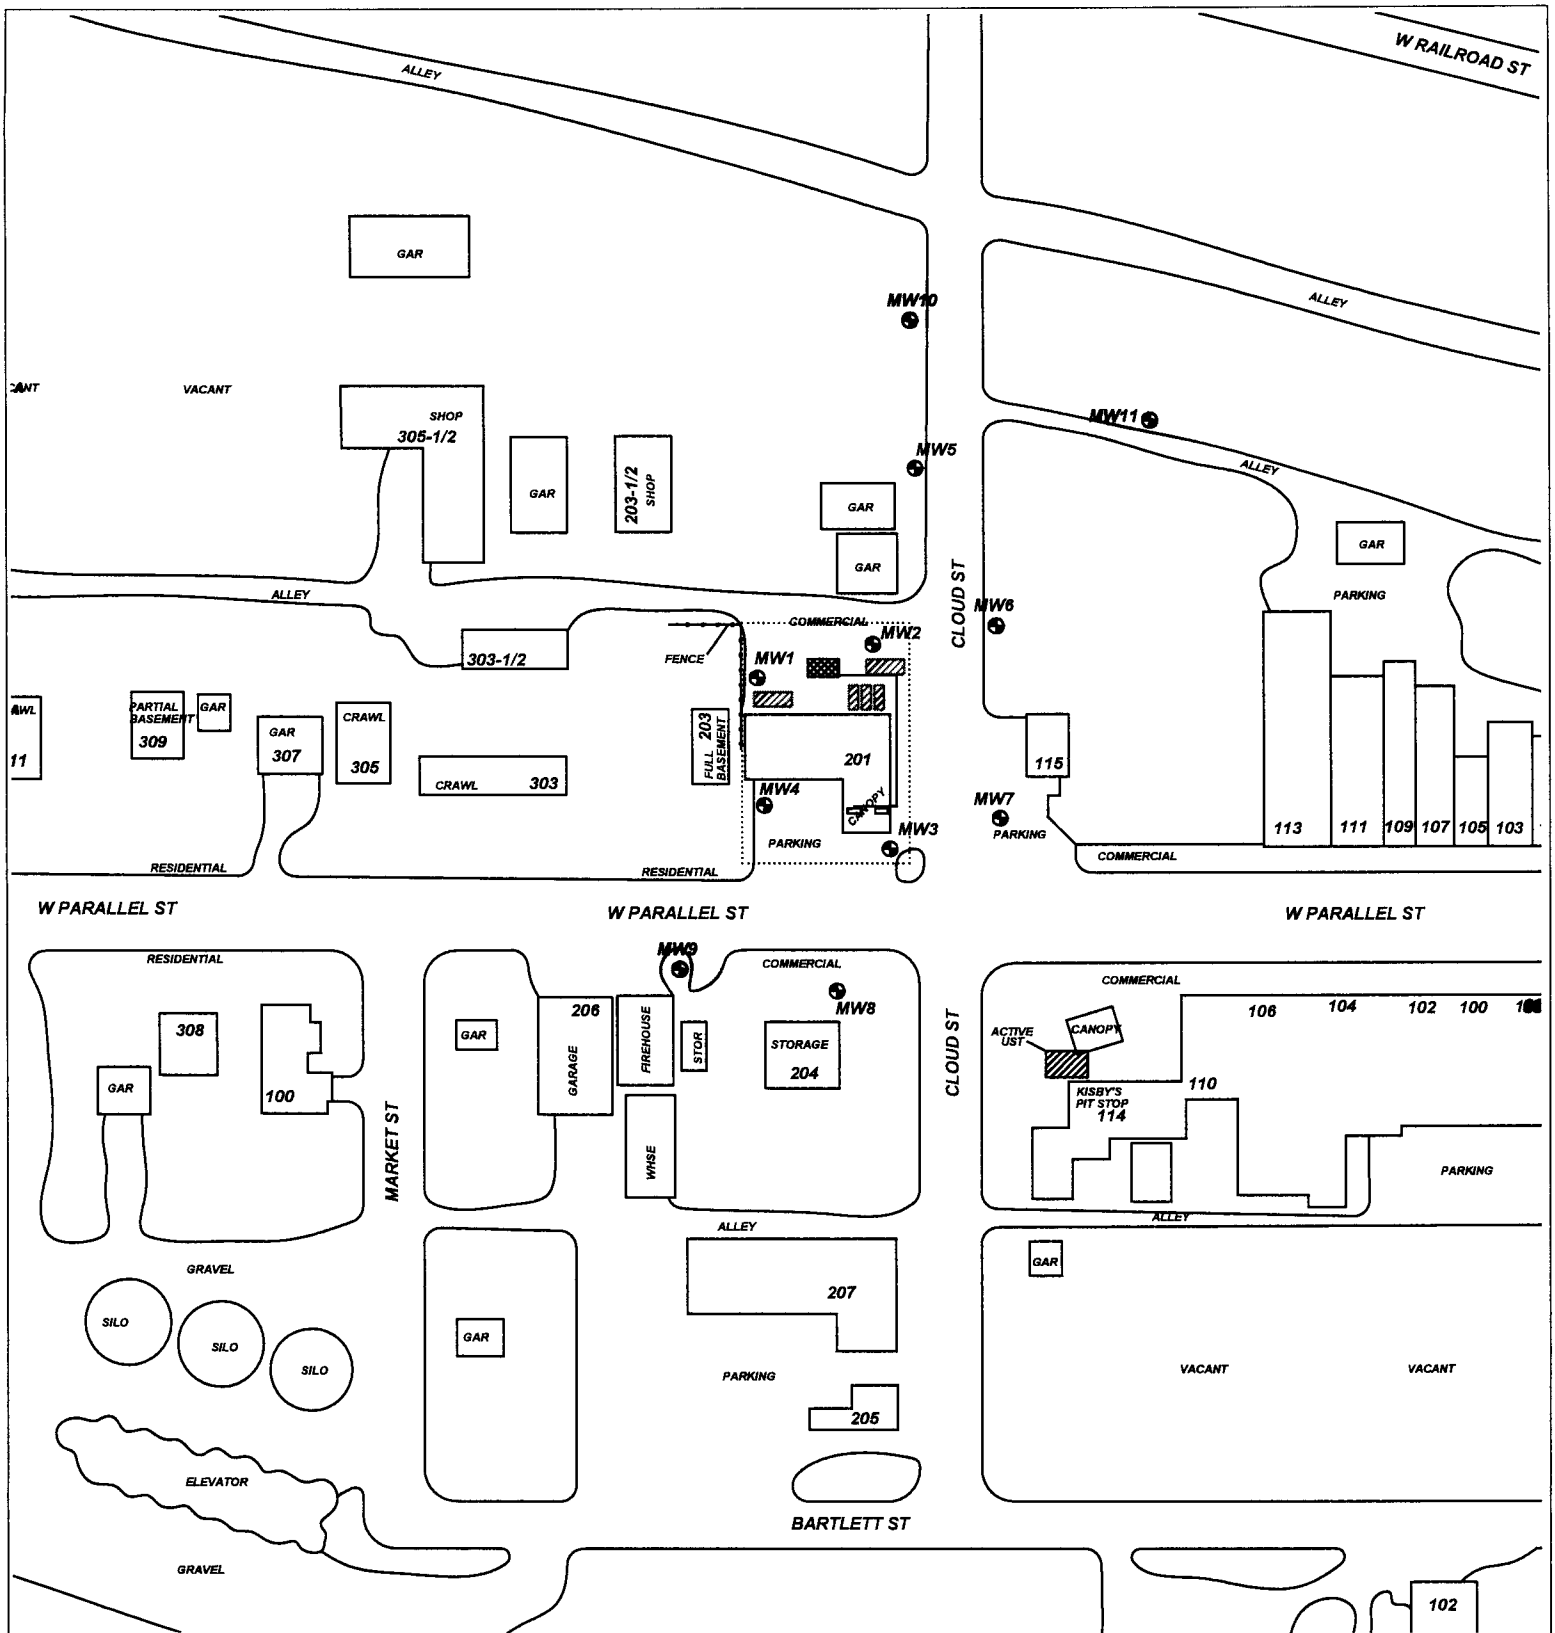 W RAILROAD ST
ALLEY
GAR
MW10
ALLEY
VACANT
SHOP
305-1/2
MW11
MW5
ALLEY
GAR
203-1/2
SHOP
GAR
GAR
GAR
CLOUD ST
ALLEY
PARKING
MW6
COMMERCIAL
MW2
FENCE
303-1/2
MW1
PARTIAL
BASEMENT
309
GAR
GAR
307
CRAWL
305
CRAWL
303
203
FULL
BASEMENT
201
115
11
MW4
CANOPY
MW7
PARKING
MW3
PARKING
113
111
109
107
105
103
COMMERCIAL
RESIDENTIAL
RESIDENTIAL
W PARALLEL ST
W PARALLEL ST
W PARALLEL ST
RESIDENTIAL
MW9
COMMERCIAL
COMMERCIAL
MW8
308
GAR
206
GARAGE
FIREHOUSE
STOR
STORAGE
204
CLOUD ST
ACTIVE
UST
CANOPY
106
104
102
100
GAR
100
MARKET ST
WHSE
KISBY'S
PIT STOP
114
110
PARKING
ALLEY
ALLEY
GRAVEL
GAR
207
SILO
SILO
SILO
GAR
PARKING
VACANT
VACANT
205
ELEVATOR
BARTLETT ST
GRAVEL
102